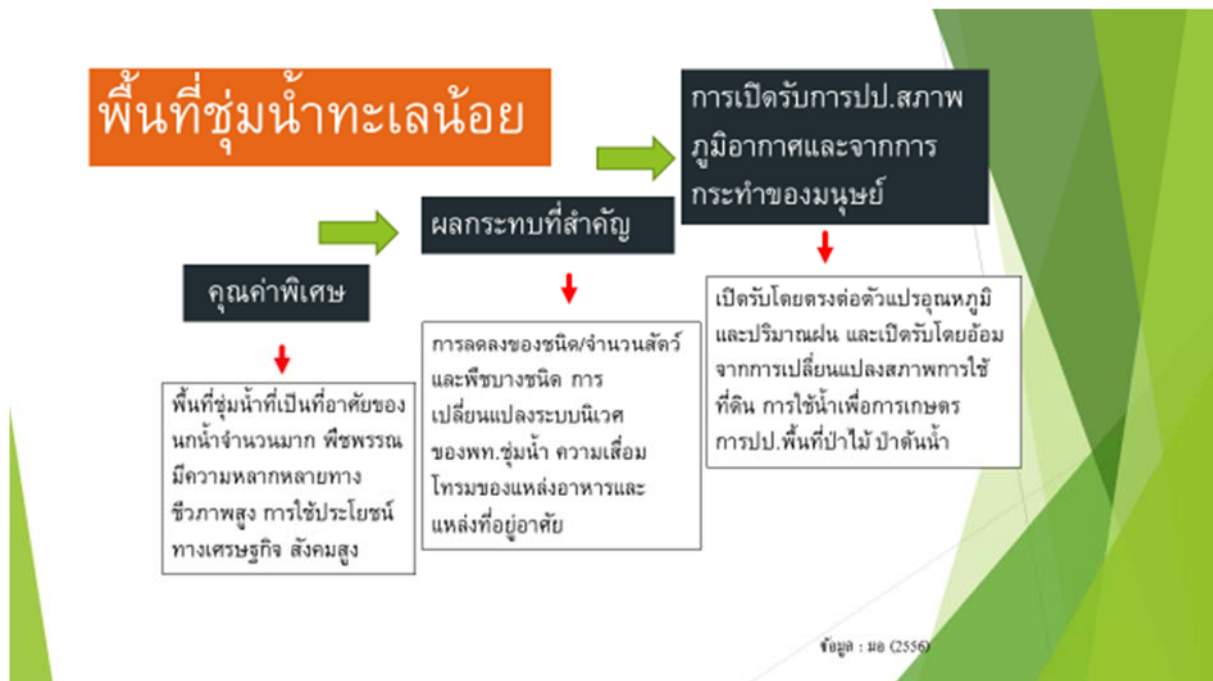 พื้นที่ชุ่มน้ำทะเลน้อย
คุณค่าพิเศษ
พื้นที่ชุ่มน้ำที่เป็นที่อาศัยของ
นกน้ำจำนวนมาก พืชพรรณ
มีความหลากหลายทาง
ชีวภาพสูง การใช้ประโยชน์
ทางเศรษฐกิจ สังคมสูง
ผลกระทบที่สำคัญ
การลดลงของชนิด/จำนวนสัตว์
และพืชบางชนิด การ
เปลี่ยนแปลงระบบนิเวศ
ของพท.ชุ่มน้ำ ความเสื่อม
โทรมของแหล่งอาหารและ
แหล่งที่อยู่อาศัย
การเปิดรับการปป.สภาพ
ภูมิอากาศและจากการ
กระทำของมนุษย์
เปิดรับโดยตรงต่อตัวแปรอุณหภูมิ
และปริมาณฝน และเปิดรับโดยอ้อม
จากการเปลี่ยนแปลงสภาพการใช้
ที่ดิน การใช้น้ำเพื่อการเกษตร
การปป.พื้นที่ป่าไม้ ป่าต้นน้ำ
ข้อมูล : มอ (2556)